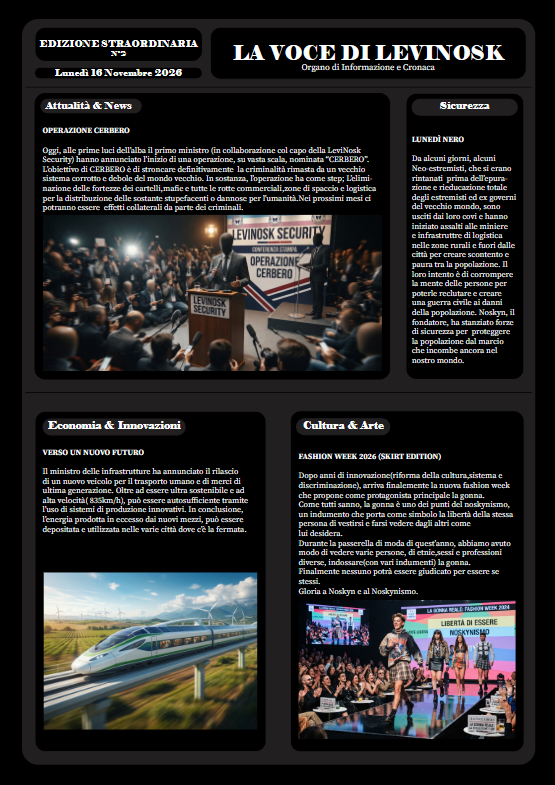 EDIZIONE STRAORDINARIA
N°2
Lunedì 16 Novembre 2026
LA VOCE DI LEVINOSK
Organo di Informazione e Cronaca
Attualità & News
OPERAZIONE CERBERO
Oggi, alle prime luci dell'alba il primo ministro (in collaborazione col capo della LeviNosk
Security) hanno annunciato l'inizio di una operazione, su vasta scala, nominata "CERBERO".
L'obiettivo di CERBERO è di stroncare definitivamente la criminalità rimasta da un vecchio
sistema corrotto e debole del mondo vecchio. In sostanza, l'operazione ha come step; L'elimi-
nazione delle fortezze dei cartelli,mafie e tutte le rotte commerciali,zone di spaccio e logistica
per la distribuzione delle sostante stupefacenti o dannose per l'umanità.Nei prossimi mesi ci
potranno essere effetti collaterali da parte dei criminali.
LEVINOSK SECURITY
CONFERENZA STAMPA
OPERAZIONE
CERBERO
LEVINOSK
SECURITY
Sicurezza
LUNEDÌ NERO
Da alcuni giorni, alcuni
Neo-estremisti, che si erano
rintanati prima dell'epura-
zione e rieducazione totale
degli estremisti ed ex governi
del vecchio mondo, sono
usciti dai loro covi e hanno
iniziato assalti alle miniere
e infrastruttre di logistica
nelle zone rurali e fuori dalle
città per creare scontento e
paura tra la popolazione. Il
loro intento è di corrompere
la mente delle persone per
poterle reclutare e creare
una guerra civile ai danni
della popolazione. Noskyn, il
fondatore, ha stanziato forze
di sicurezza per proteggere
la popolazione dal marcio
che incombe ancora nel
nostro mondo.
Economia & Innovazioni
VERSO UN NUOVO FUTURO
Il ministro delle infrastrutture ha annunciato il rilascio
di un nuovo veicolo per il trasporto umano e di merci di
ultima generazione. Oltre ad essere ultra sostenibile e ad
alta velocità( 835km/h), può essere autosufficinte tramite
l'uso di sistemi di produzione innovativi. In conclusione,
l'energia prodotta in eccesso dai nuovi mezzi, può essere
depositata e utilizzata nelle varie città dove c'è la fermata.
Cultura & Arte
FASHION WEEK 2026 (SKIRT EDITION)
Dopo anni di innovazione(riforma della cultura,sistema e
discriminazione), arriva finalmente la nuova fashion week
che propone come protagonista principale la gonna.
Come tutti sanno, la gonna è uno dei punti del noskynismo,
un indumento che porta come simbolo la libertà della stessa
persona di vestirsi e farsi vedere dagli altri come
lui desidera.
Durante la passerella di moda di quest'anno, abbiamo avuto
modo di vedere varie persone, di etnie,sessi e professioni
diverse, indossare(con vari indumenti) la gonna.
Finalmente nessuno potrà essere giudicato per essere se
stessi.
Gloria a Noskyn e al Noskynismo.
LA GONNA REALE: FASHION WEEK 2024
LIBERTÀ DI ESSERE
NOSKYNISMO